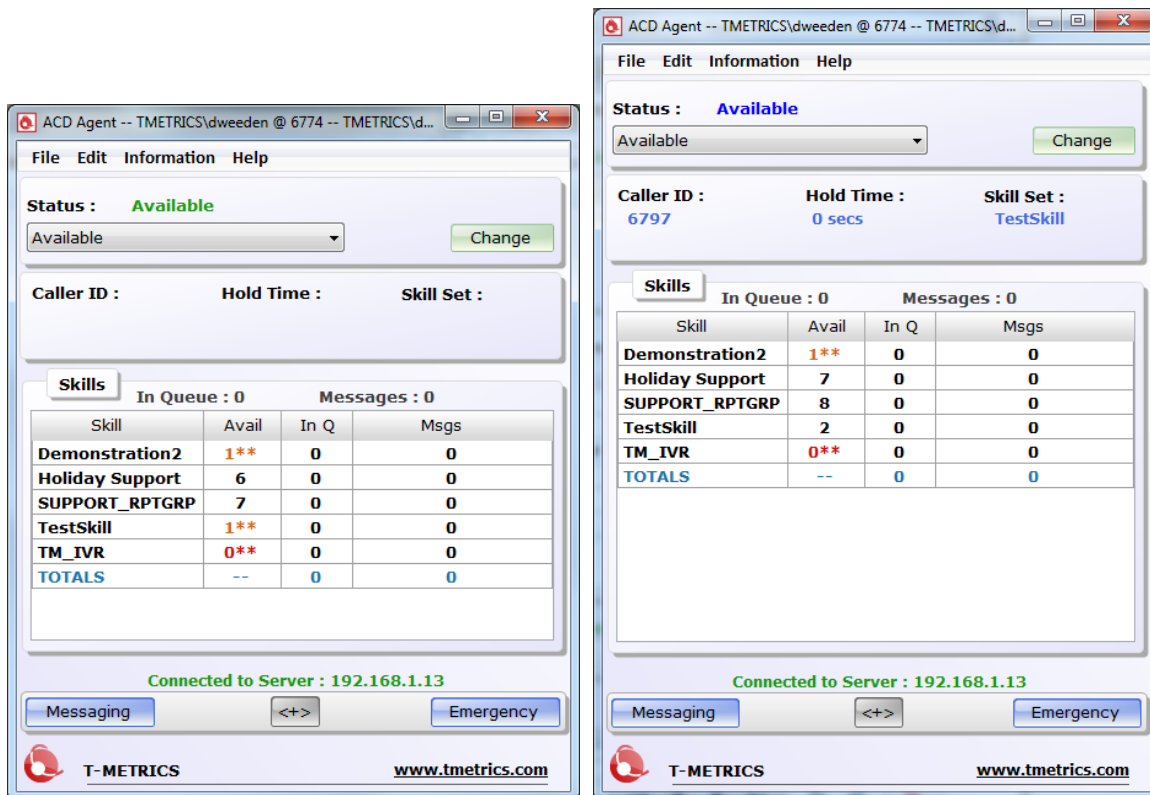 ACD Agent -- TMETRICS\dweeden @ 6774 -- TMETRICS\d...
File Edit Information Help
Status : Available
Available Change
Caller ID : Hold Time : Skill Set :
Skills In Queue : 0 Messages : 0
Skill Avail In Q Msgs
Demonstration2 1** 0 0
Holiday Support 6 0 0
SUPPORT_RPTGRP 7 0 0
TestSkill 1** 0 0
TM_IVR 0** 0 0
TOTALS -- 0 0
Connected to Server : 192.168.1.13
Messaging <+> Emergency
T-METRICS www.tmetrics.com
ACD Agent -- TMETRICS\dweeden @ 6774 -- TMETRICS\d...
File Edit Information Help
Status : Available
Available Change
Caller ID : Hold Time : Skill Set :
6797 0 secs TestSkill
Skills In Queue : 0 Messages : 0
Skill Avail In Q Msgs
Demonstration2 1** 0 0
Holiday Support 7 0 0
SUPPORT_RPTGRP 8 0 0
TestSkill 2 0 0
TM_IVR 0** 0 0
TOTALS -- 0 0
Connected to Server : 192.168.1.13
Messaging <+> Emergency
T-METRICS www.tmetrics.com